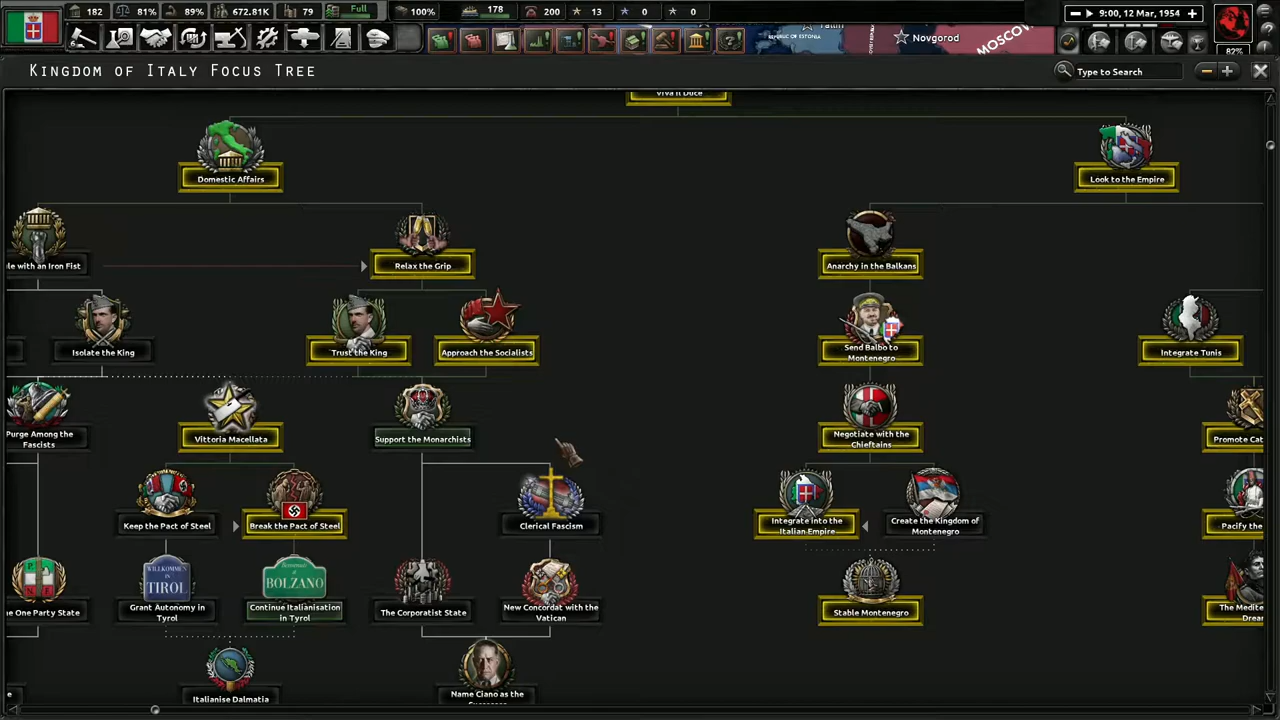 182 81% 89% 672.81K 79 Full 100% 178 200 13 0 0 9:00, 12 Mar, 1954
REPUBLIC OF ESTONIA Novgorod MOSCOW 82%
Kingdom of Italy Focus Tree Type to Search
Viva il Duce
Domestic Affairs Look to the Empire
le with an Iron Fist Relax the Grip Anarchy in the Balkans
Isolate the King Trust the King Approach the Socialists Send Balbo to Integrate Tunis
Montenegro
Purge Among the Vittoria Macellata Support the Monarchists Negotiate with the Promote Cat
Fascists Chieftains
Keep the Pact of Steel Break the Pact of Steel Clerical Fascism Integrate into the Create the Kingdom of Pacify the
Italian Empire Montenegro
WILLKOMMEN
in
TIROL
BOLZANO
P.
N F
ne One Party State Grant Autonomy in Continue Italianisation The Corporatist State New Concordat with the Stable Montenegro The Medite
Tyrol in Tyrol Vatican Drean
Italianise Dalmatia Name Ciano as the